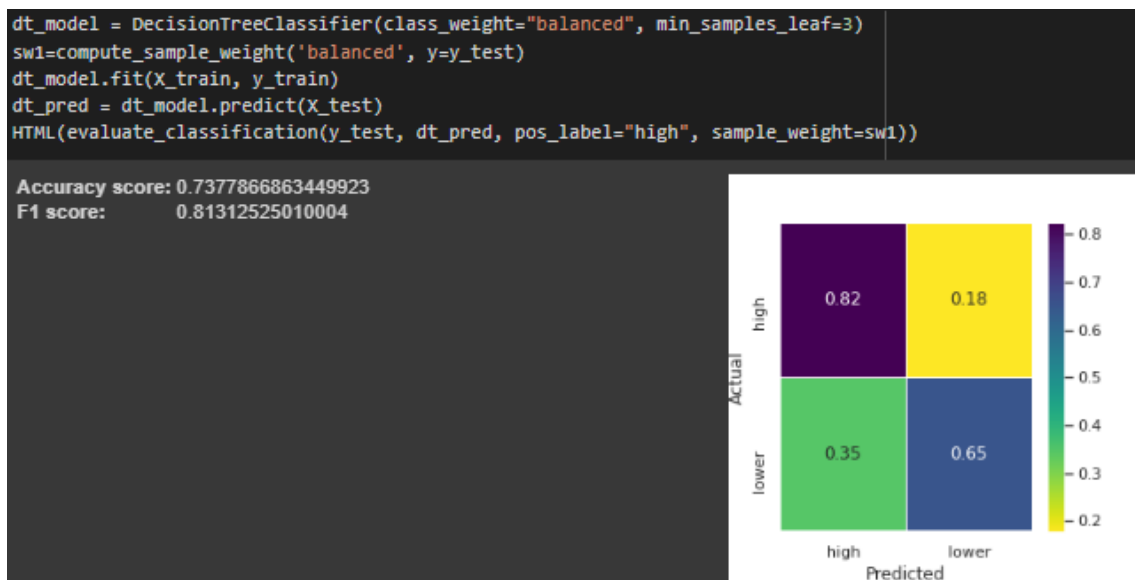 dt_model = DecisionTreeClassifier(class_weight="balanced", min_samples_leaf=3)
sw1=compute_sample_weight('balanced', y=y_test)
dt_model.fit(X_train, y_train)
dt_pred = dt_model.predict(X_test)
HTML(evaluate_classification(y_test, dt_pred, pos_label="high", sample_weight=sw1))
Accuracy score: 0.7377866863449923
F1 score: 0.81312525010004
Actual
high
0.82
0.18
lower
0.35
0.65
high
lower
Predicted
0.8
0.7
0.6
0.5
0.4
0.3
0.2